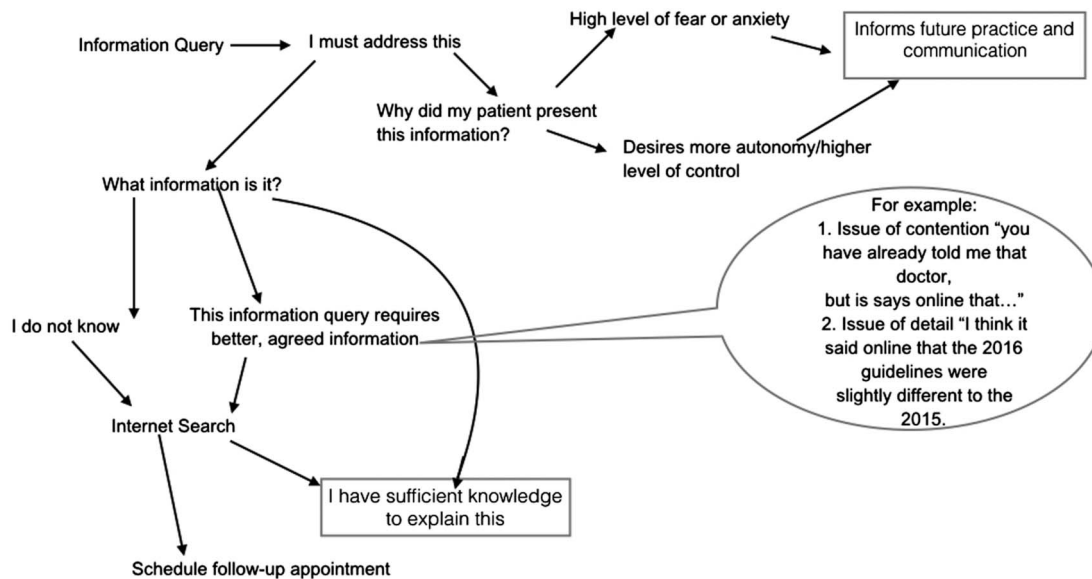 High level of fear or anxiety
Information Query
I must address this
Informs future practice and
communication
Why did my patient present
this information?
Desires more autonomy/higher
level of control
What information is it?
For example:
1. Issue of contention “you
have already told me that
doctor,
but is says online that…”
2. Issue of detail “I think it
said online that the 2016
guidelines were
slightly different to the
2015.
I do not know
This information query requires
better, agreed information
Internet Search
I have sufficient knowledge
to explain this
Schedule follow-up appointment